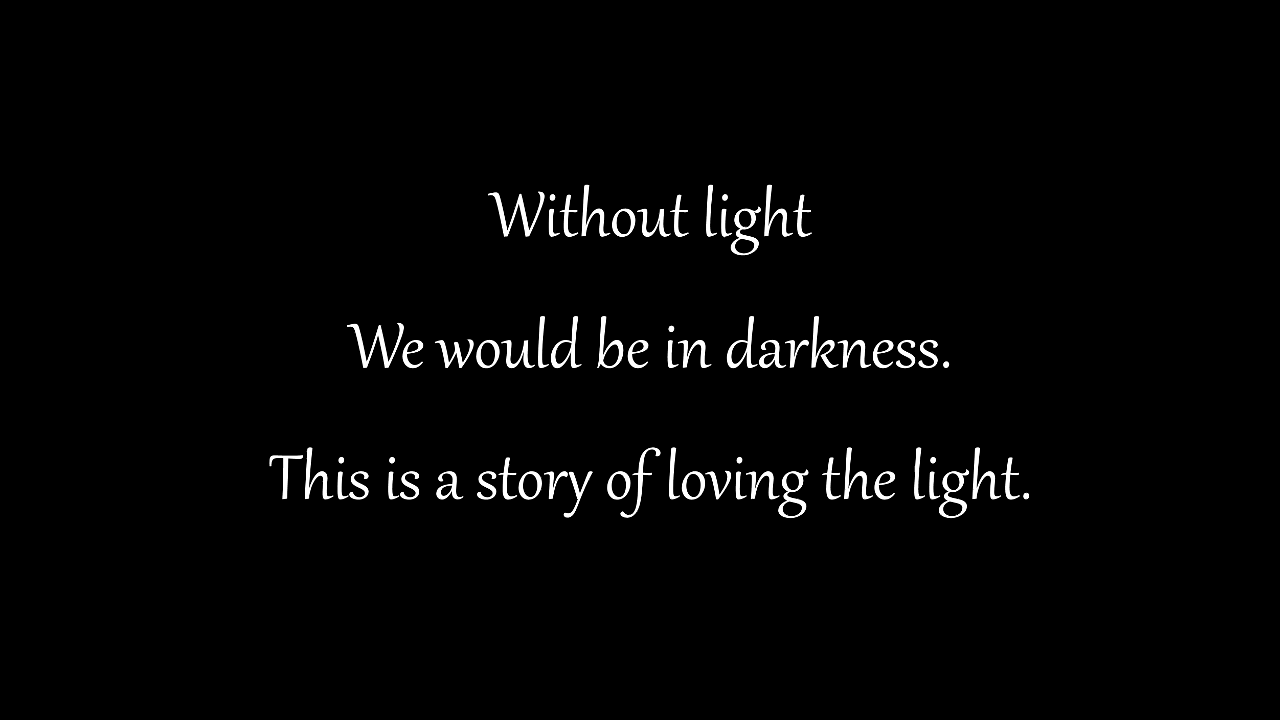 Without light
We would be in darkness.
This is a story of loving the light.